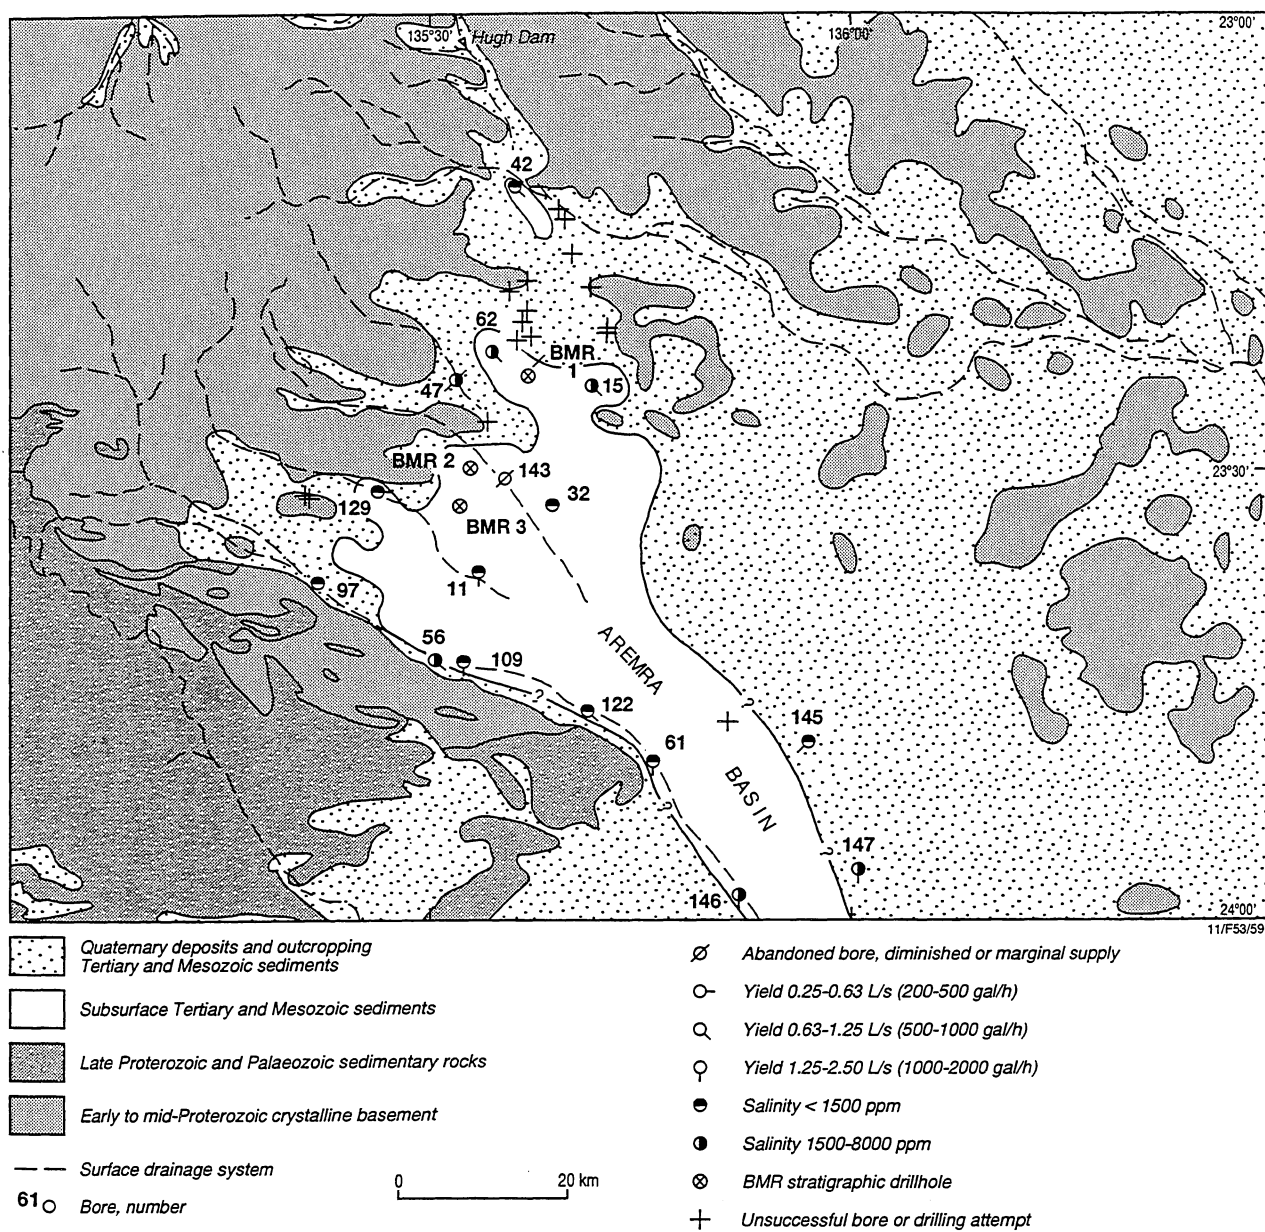 135°30'
Hugh Dam
136°00'
23°00'
42
62
BMR
1
15
47
BMR 2
143
23°30'
32
129
BMR 3
11
97
AREMRA
56
109
?
?
122
145
61
BASIN
?
147
?
146
24°00'
11/F53/59
Quaternary deposits and outcropping
Tertiary and Mesozoic sediments
Subsurface Tertiary and Mesozoic sediments
Late Proterozoic and Palaeozoic sedimentary rocks
Early to mid-Proterozoic crystalline basement
Surface drainage system
61 Bore, number
0 20 km
Abandoned bore, diminished or marginal supply
Yield 0.25-0.63 L/s (200-500 gal/h)
Yield 0.63-1.25 L/s (500-1000 gal/h)
Yield 1.25-2.50 L/s (1000-2000 gal/h)
Salinity < 1500 ppm
Salinity 1500-8000 ppm
BMR stratigraphic drillhole
Unsuccessful bore or drilling attempt